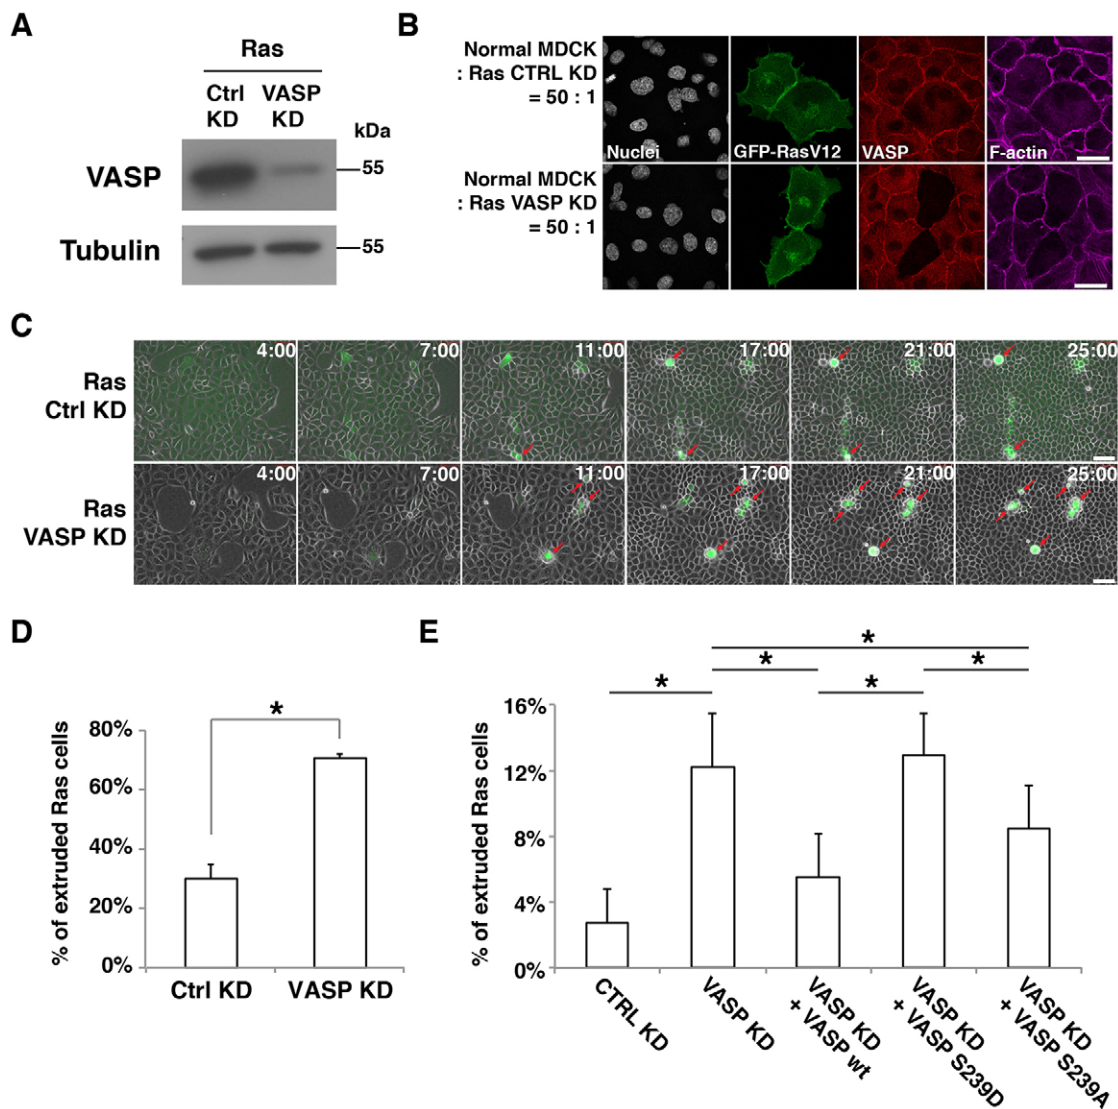 A
Ras
Ctrl KD
VASP KD
kDa
VASP
55
Tubulin
55
B
Normal MDCK
: Ras CTRL KD
= 50 : 1
Nuclei
GFP-RasV12
VASP
F-actin
Normal MDCK
: Ras VASP KD
= 50 : 1
C
Ras
Ctrl KD
4:00
7:00
11:00
17:00
21:00
25:00
Ras
VASP KD
4:00
7:00
11:00
17:00
21:00
25:00
D
% of extruded Ras cells
80%
60%
40%
20%
0%
*
Ctrl KD
VASP KD
E
% of extruded Ras cells
16%
12%
8%
4%
0%
*
*
*
*
*
CTRL KD
VASP KD
VASP KD
+ VASP wt
VASP KD
+ VASP S239D
VASP KD
+ VASP S239A